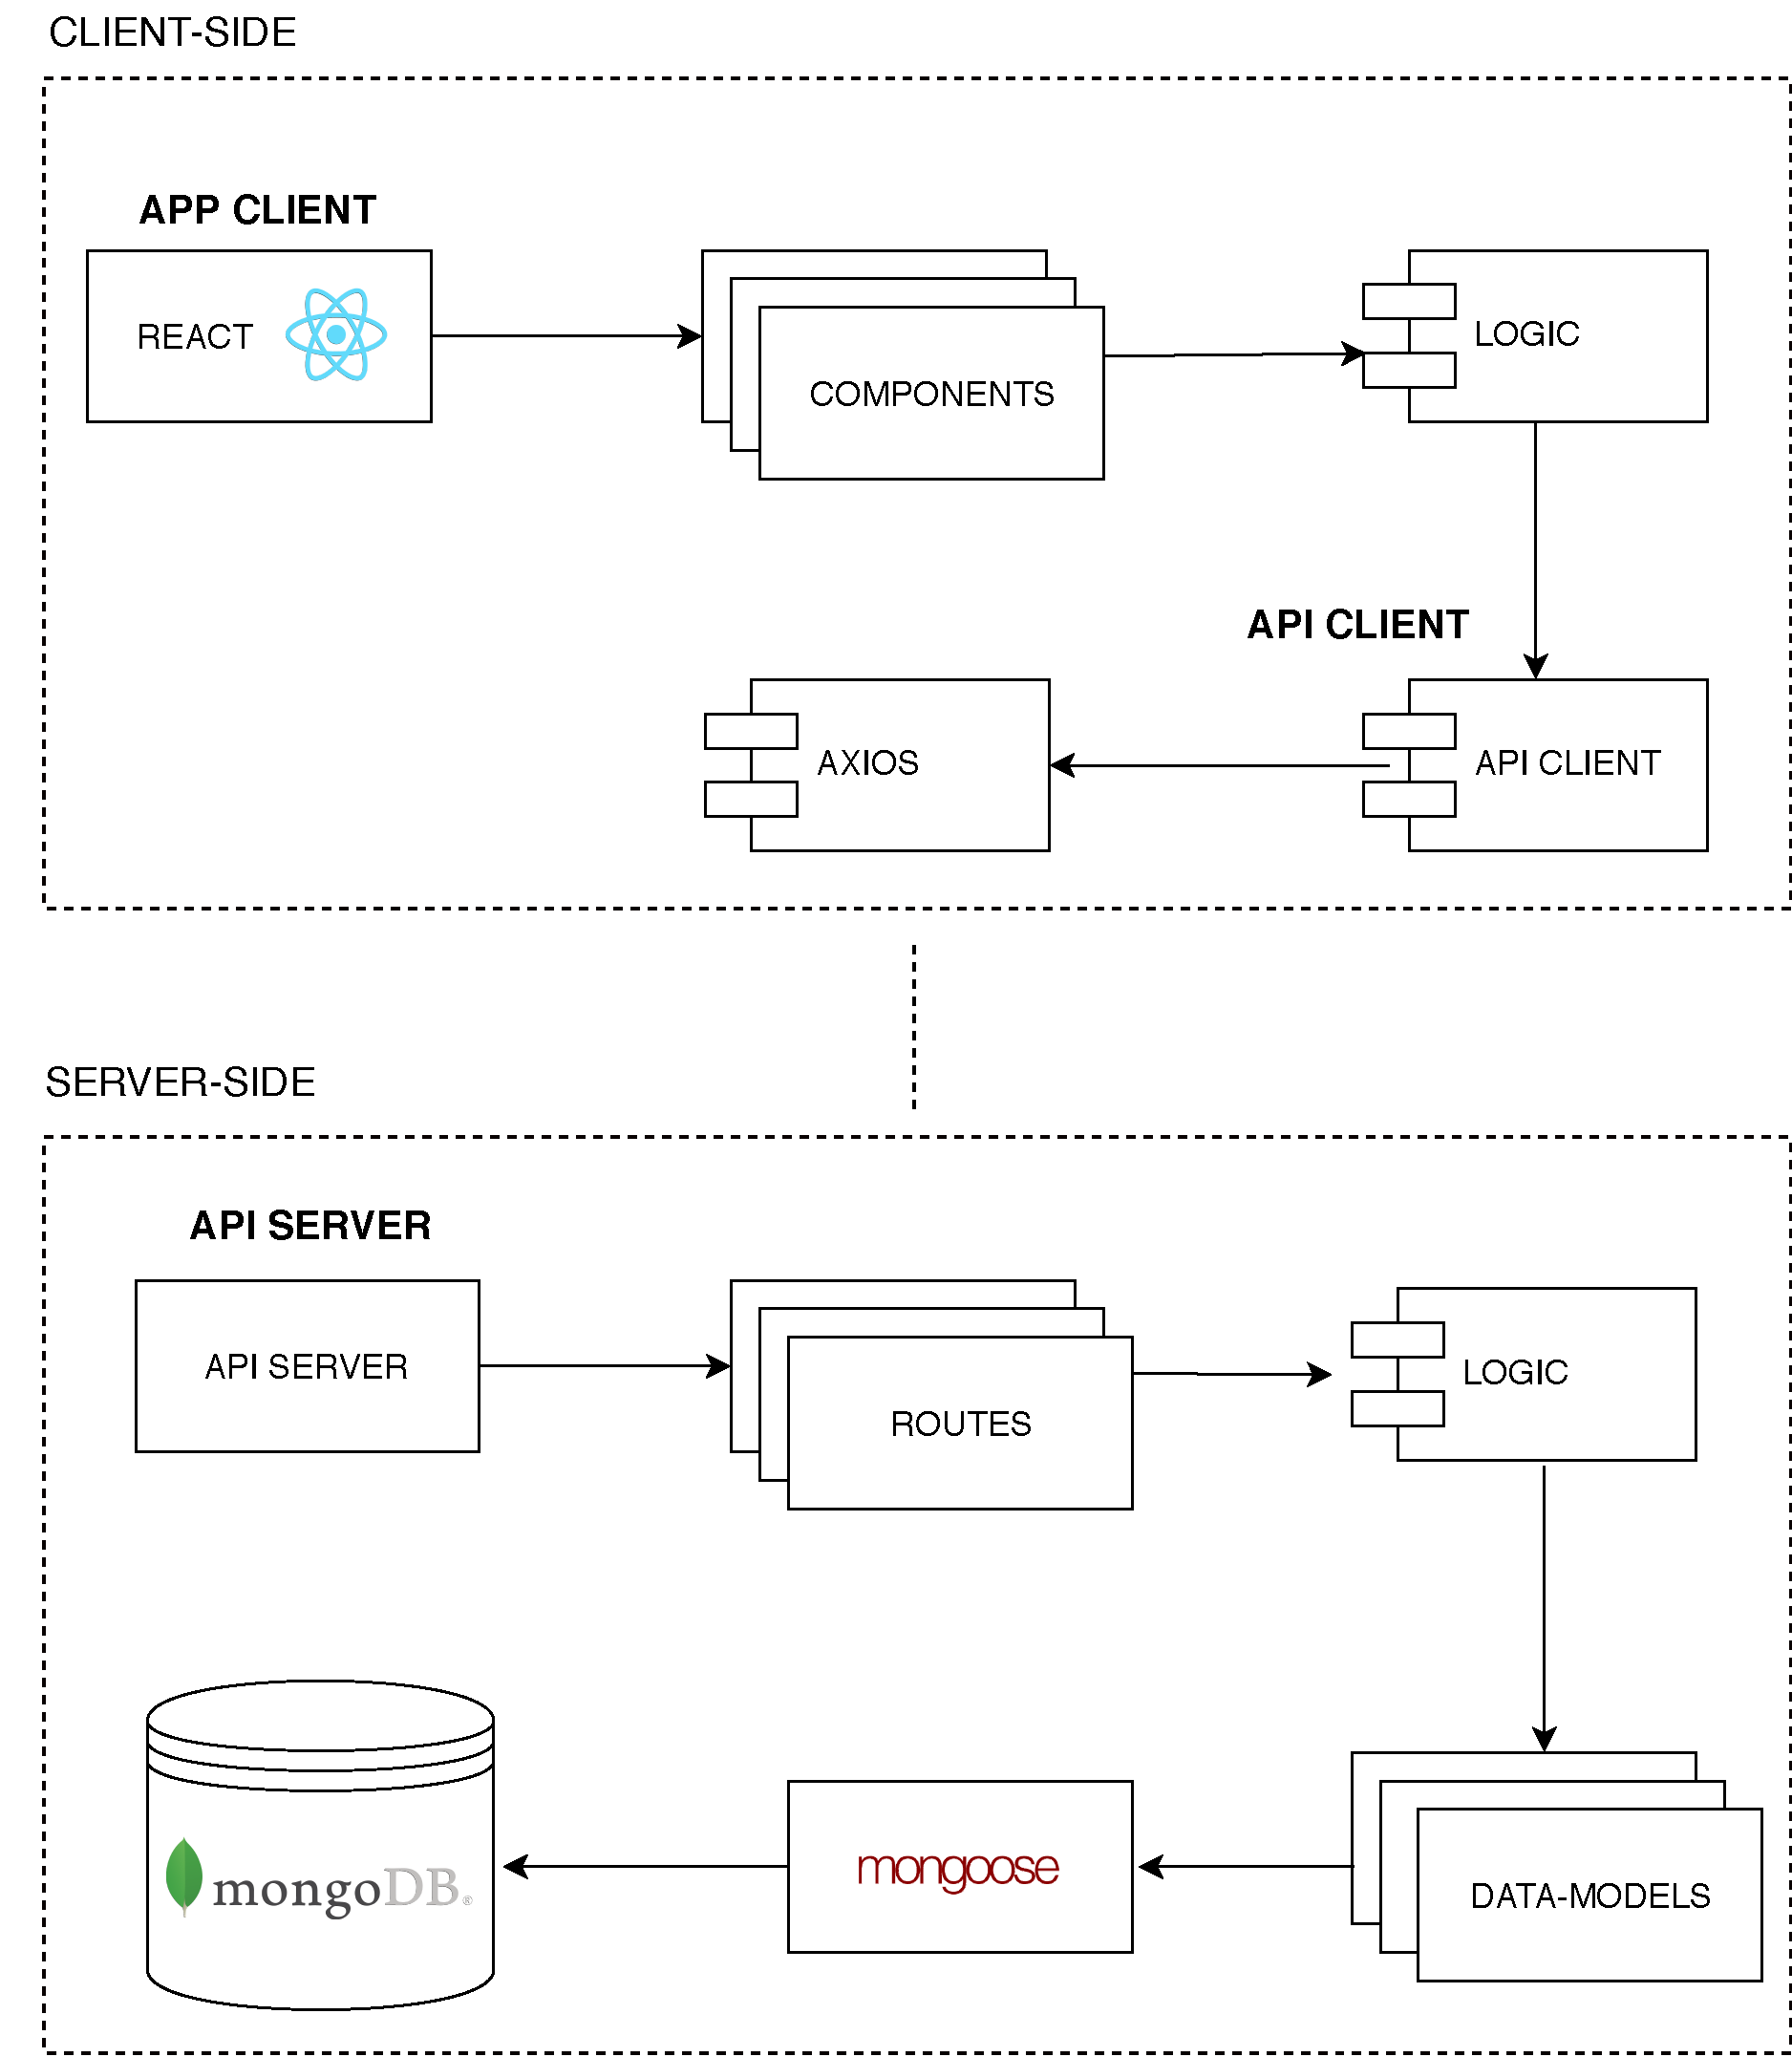 CLIENT-SIDE
APP CLIENT
REACT
COMPONENTS
LOGIC
API CLIENT
AXIOS
API CLIENT
SERVER-SIDE
API SERVER
API SERVER
ROUTES
LOGIC
mongoDB®
mongoose
DATA-MODELS